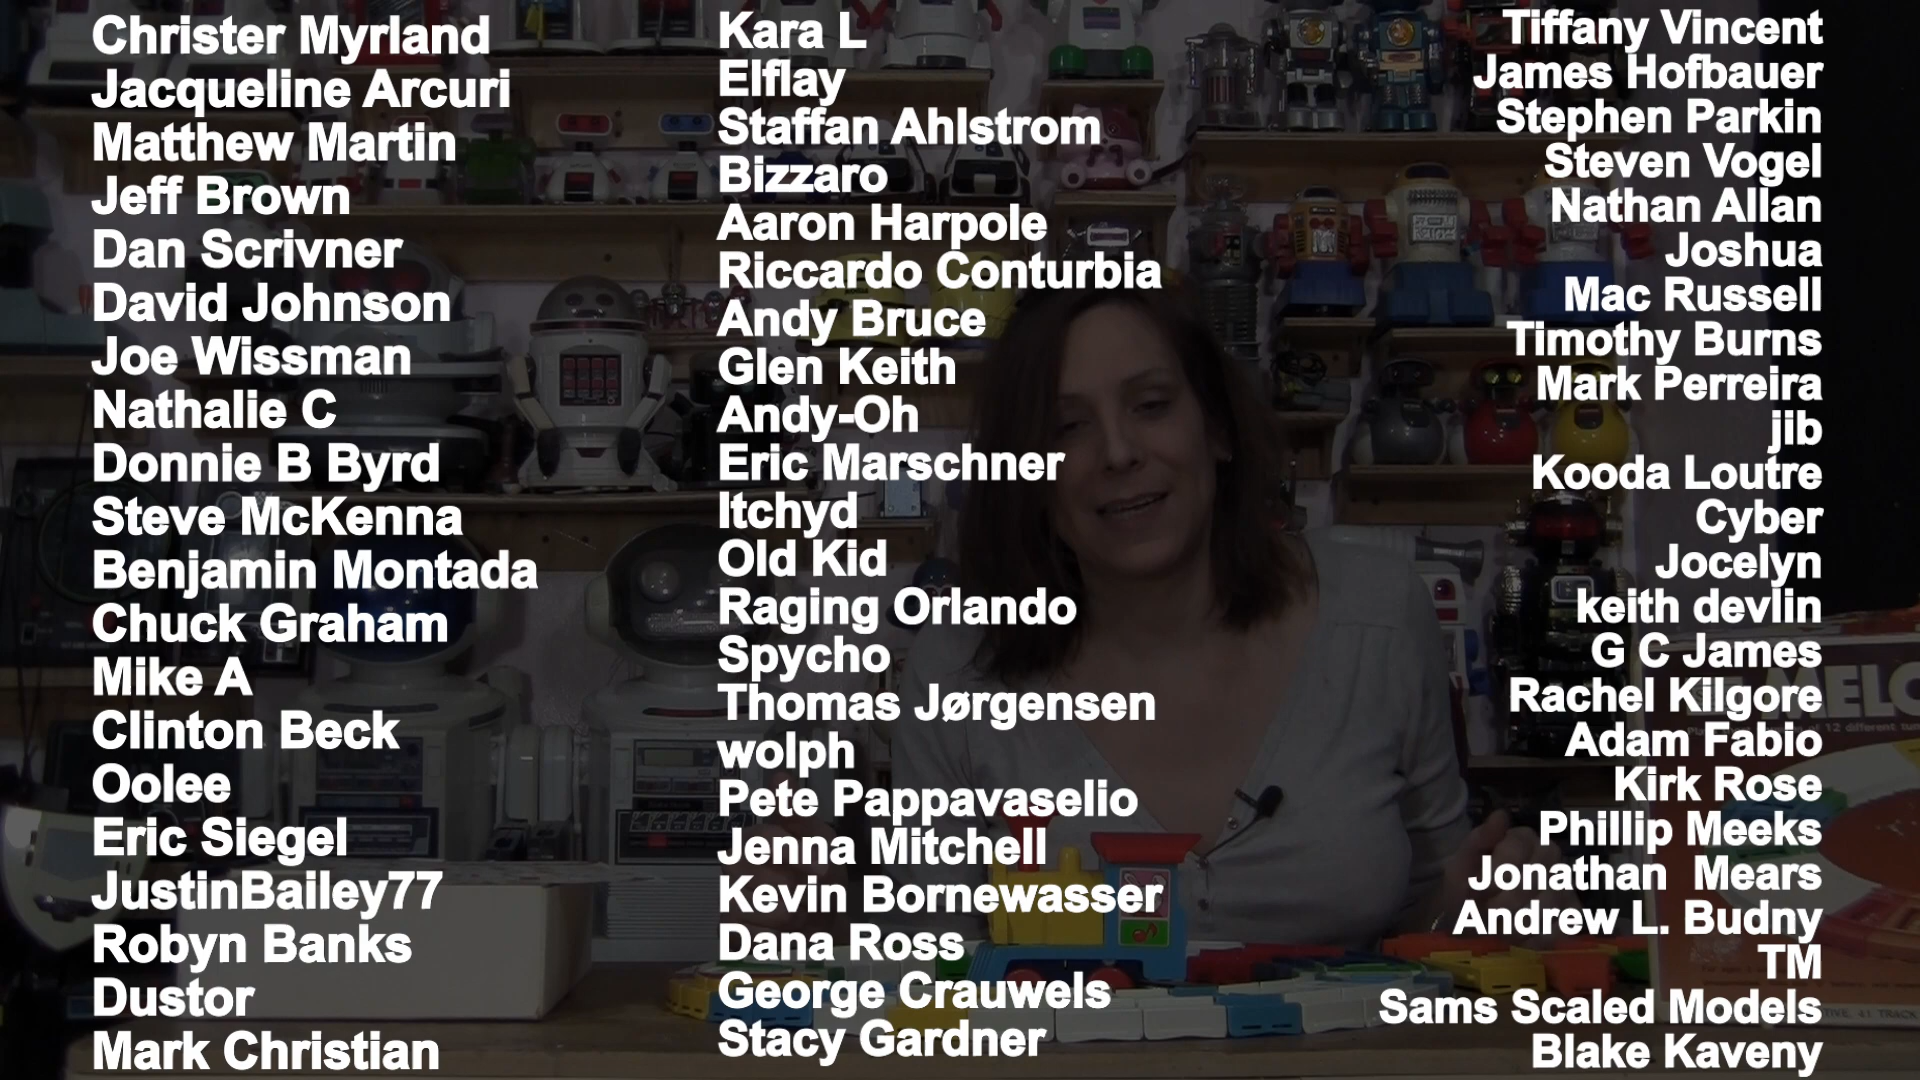 Christer Myrland
Jacqueline Arcuri
Matthew Martin
Jeff Brown
Dan Scrivner
David Johnson
Joe Wissman
Nathalie C
Donnie B Byrd
Steve McKenna
Benjamin Montada
Chuck Graham
Mike A
Clinton Beck
Oolee
Eric Siegel
JustinBailey77
Robyn Banks
Dustor
Mark Christian
Kara L
Elflay
Staffan Ahlstrom
Bizzaro
Aaron Harpole
Riccardo Conturbia
Andy Bruce
Glen Keith
Andy-Oh
Eric Marschner
Itchyd
Old Kid
Raging Orlando
Spycho
Thomas Jørgensen
wolph
Pete Pappavaselio
Jenna Mitchell
Kevin Bornewasser
Dana Ross
George Crauwels
Stacy Gardner
Tiffany Vincent
James Hofbauer
Stephen Parkin
Steven Vogel
Nathan Allan
Joshua
Mac Russell
Timothy Burns
Mark Perreira
jib
Kooda Loutre
Cyber
Jocelyn
keith devlin
G C James
Rachel Kilgore
Adam Fabio
Kirk Rose
Phillip Meeks
Jonathan  Mears
Andrew L. Budny
TM
Sams Scaled Models
Blake Kaveny
MELO
12 different
41 TRACK